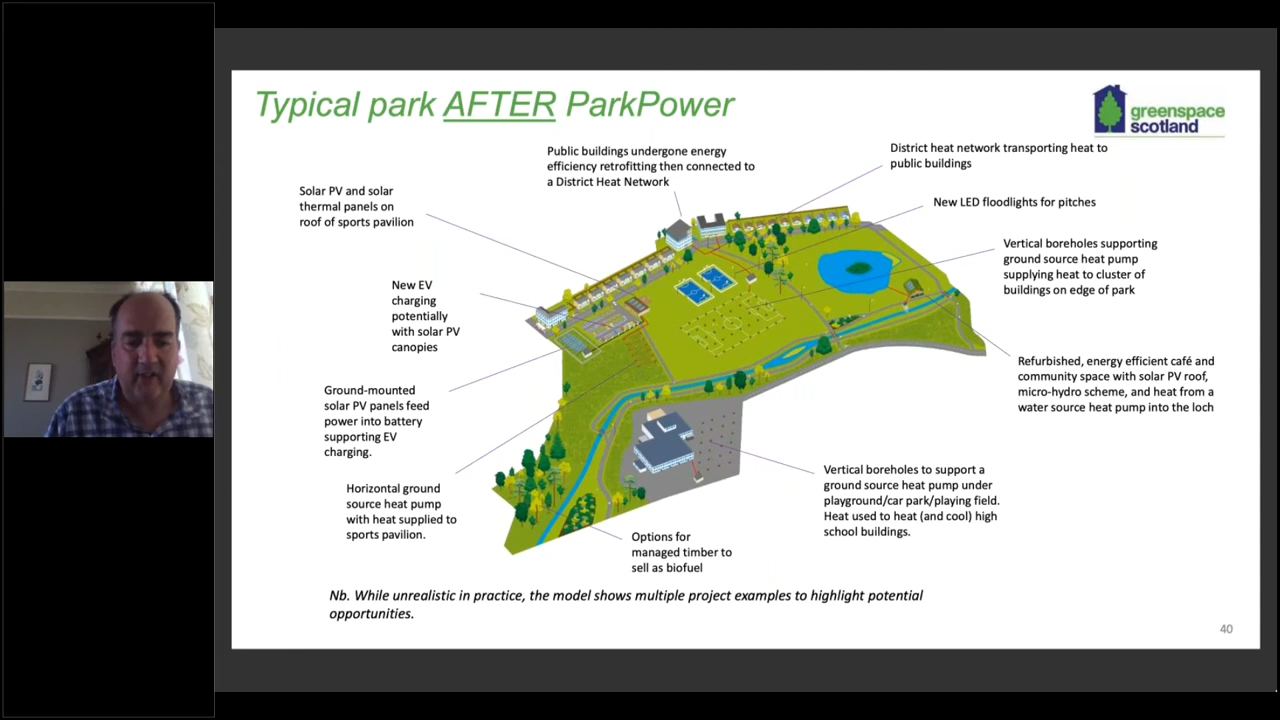 Typical park AFTER ParkPower
greenspace
scotland
Public buildings undergone energy
efficiency retrofitting then connected to
a District Heat Network
District heat network transporting heat to
public buildings
Solar PV and solar
thermal panels on
roof of sports pavilion
New LED floodlights for pitches
Vertical boreholes supporting
ground source heat pump
supplying heat to cluster of
buildings on edge of park
New EV
charging
potentially
with solar PV
canopies
Refurbished, energy efficient café and
community space with solar PV roof,
micro-hydro scheme, and heat from a
water source heat pump into the loch
Ground-mounted
solar PV panels feed
power into battery
supporting EV
charging.
Vertical boreholes to support a
ground source heat pump under
playground/car park/playing field.
Heat used to heat (and cool) high
school buildings.
Horizontal ground
source heat pump
with heat supplied to
sports pavilion.
Options for
managed timber to
sell as biofuel
Nb. While unrealistic in practice, the model shows multiple project examples to highlight potential
opportunities.
40